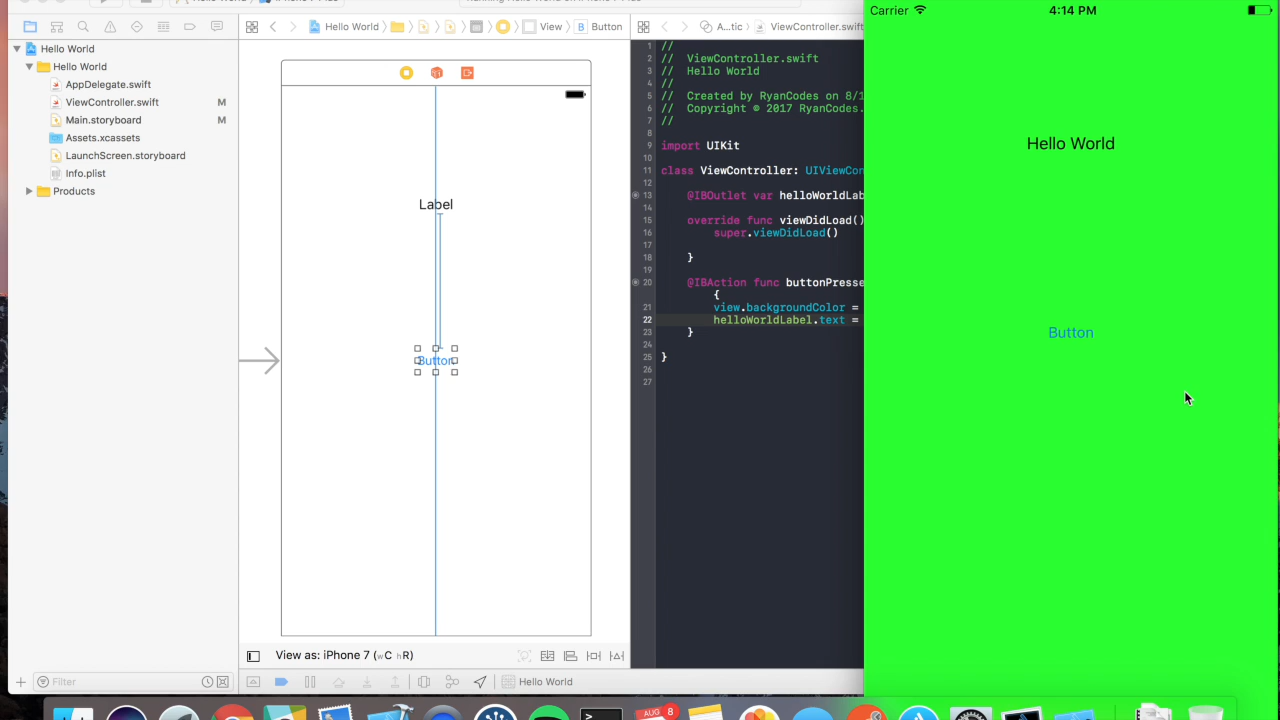 Hello World
Hello World
AppDelegate.swift
ViewController.swift M
Main.storyboard M
Assets.xcassets
LaunchScreen.storyboard
Info.plist
Products
Filter
Hello World
View
B Button
Label
Button
View as: iPhone 7 (wC hR)
Hello World
A...tic
ViewController.swift
1 //
2 // ViewController.swift
3 // Hello World
4 //
5 // Created by RyanCodes on 8/1
6 // Copyright © 2017 RyanCodes.
7 //
8
9 import UIKit
10
11 class ViewController: UIViewCon
12
13 @IBOutlet var helloWorldLab
14
15 override func viewDidLoad()
16 super.viewDidLoad()
17
18 }
19
20 @IBAction func buttonPresse
{
21 view.backgroundColor =
22 helloWorldLabel.text =
23 }
24
25 }
26
27
Carrier 4:14 PM
Hello World
Button
AUG 8